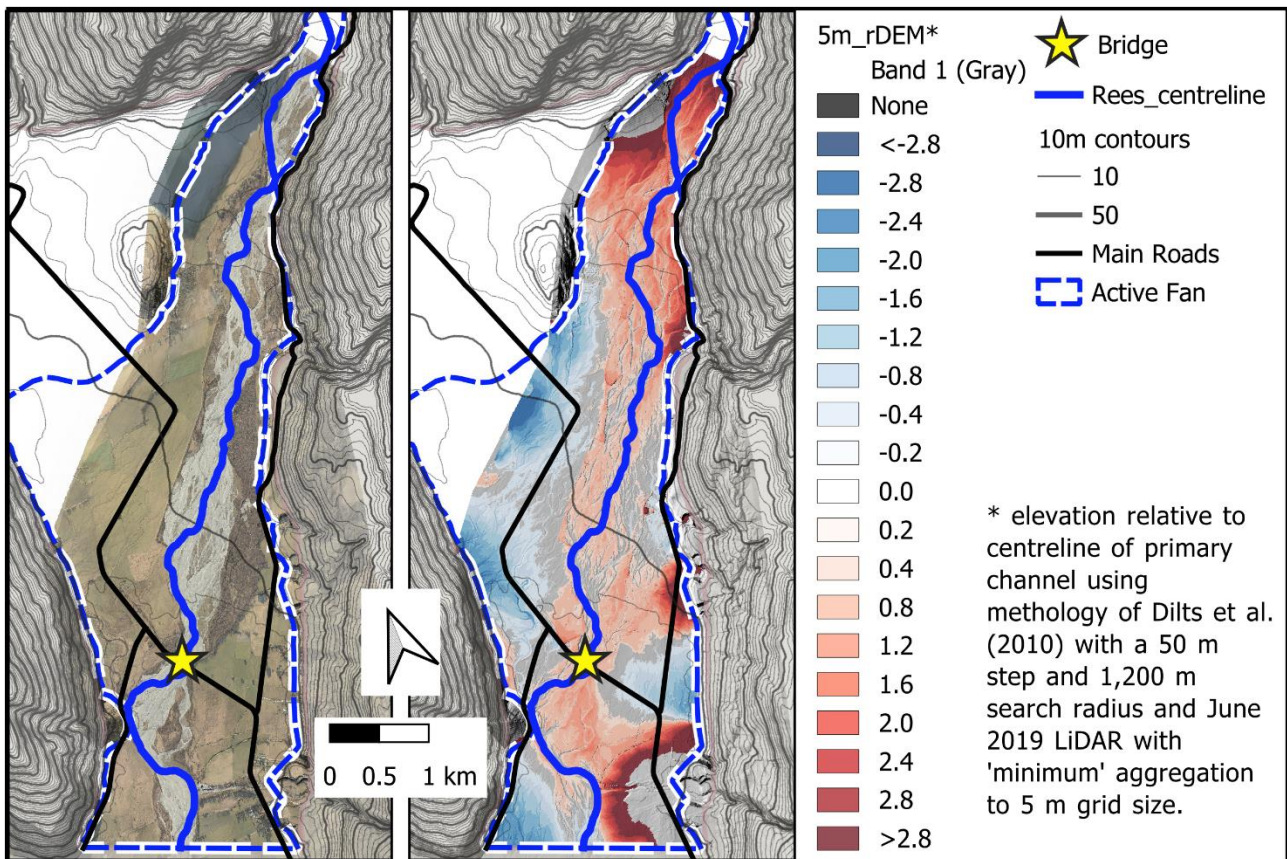 5m_rDEM*
Band 1 (Gray)
None
<-2.8
-2.8
-2.4
-2.0
-1.6
-1.2
-0.8
-0.4
-0.2
0.0
0.2
0.4
0.8
1.2
1.6
2.0
2.4
2.8
>2.8
Bridge
Rees_centreline
10m contours
10
50
Main Roads
Active Fan
* elevation relative to
centreline of primary
channel using
methology of Dilts et al.
(2010) with a 50 m
step and 1,200 m
search radius and June
2019 LiDAR with
'minimum' aggregation
to 5 m grid size.
0 0.5 1 km